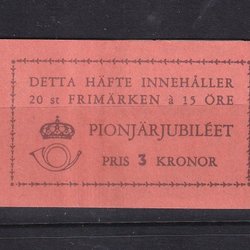 DETTA HÄFTE INNEHÅLLER
20 st FRIMÄRKEN à 15 ÖRE
PIONJÄRJUBILÉET
PRIS 3 KRONOR